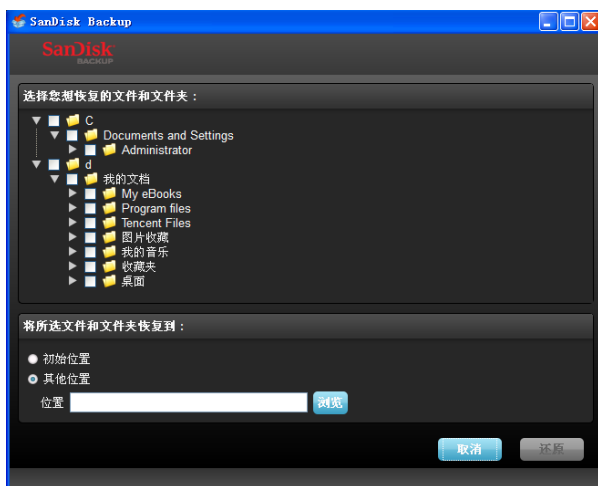 SanDisk Backup
SanDisk
BACKUP
选择您想恢复的文件和文件夹：
C
Documents and Settings
Administrator
d
我的文档
My eBooks
Program files
Tencent Files
图片收藏
我的音乐
收藏夹
桌面
将所选文件和文件夹恢复到：
初始位置
其他位置
位置 浏览
取消 还原